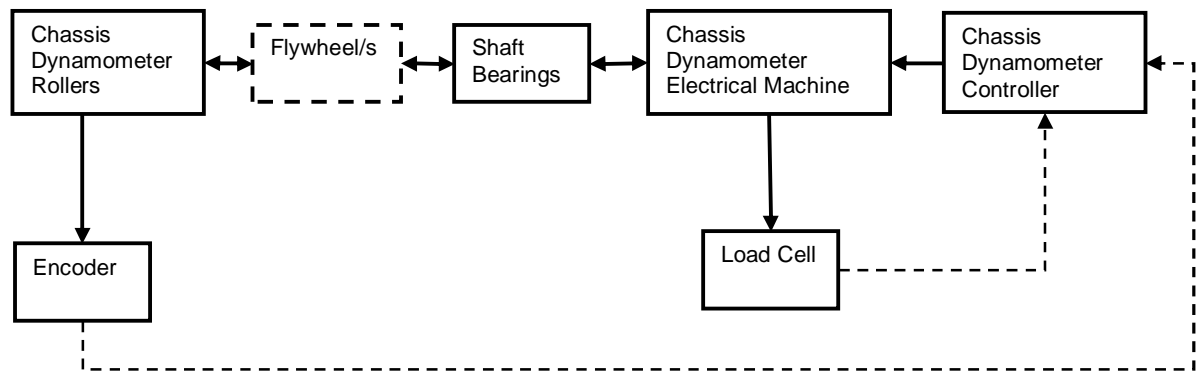 Chassis
Dynamometer
Rollers
Flywheel/s
Shaft
Bearings
Chassis
Dynamometer
Electrical Machine
Chassis
Dynamometer
Controller
Encoder
Load Cell